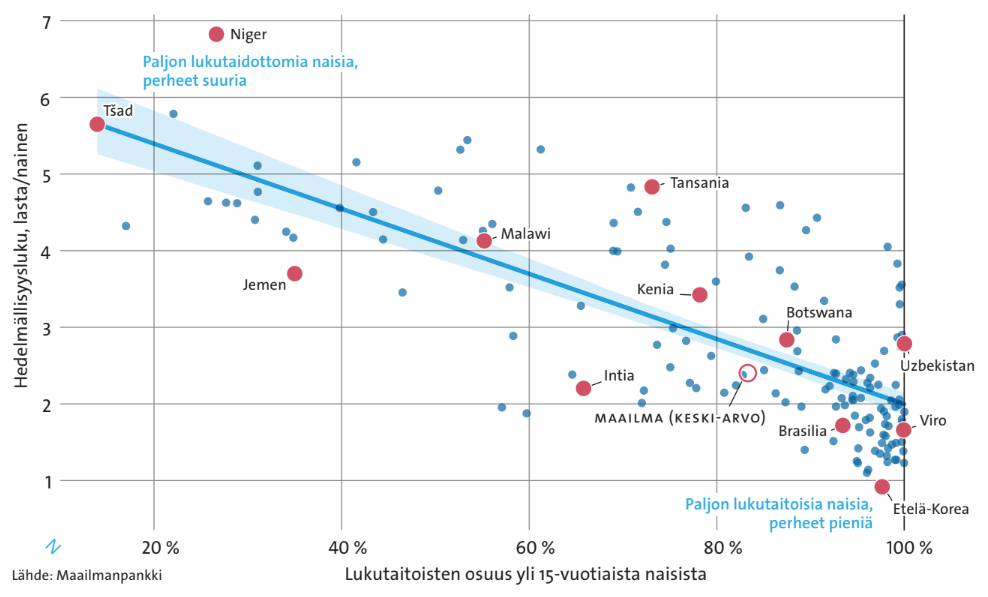 Hedelmällisyysluku, lasta/nainen
7
6
5
4
3
2
1
Niger
Paljon lukutaidottomia naisia,
perheet suuria
Tšad
Tansania
Malawi
Jemen
Kenia
Botswana
Uzbekistan
Intia
MAAILMA (KESKI-ARVO)
Brasilia
Viro
Paljon lukutaitoisia naisia,
perheet pieniä
Etelä-Korea
20 %
40 %
60 %
80 %
100 %
Lähde: Maailmanpankki
Lukutaitoisten osuus yli 15-vuotiaista naisista